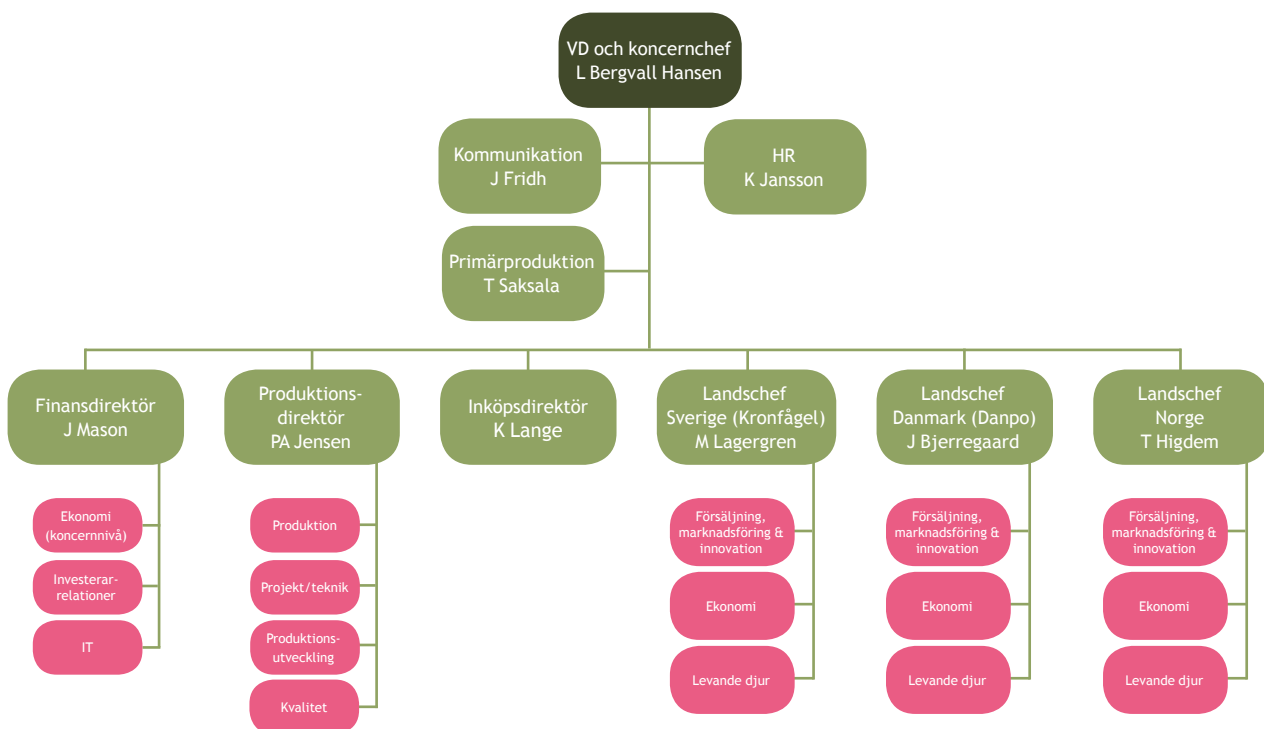 VD och koncernchef
L Bergvall Hansen
Kommunikation
J Fridh
HR
K Jansson
Primärproduktion
T Saksala
Finansdirektör
J Mason
Produktions-
direktör
PA Jensen
Inköpsdirektör
K Lange
Landschef
Sverige (Kronfågel)
M Lagergren
Landschef
Danmark (Danpo)
J Bjerregaard
Landschef
Norge
T Higdem
Ekonomi
(koncernnivå)
Investerar-
relationer
IT
Produktion
Projekt/teknik
Produktions-
utveckling
Kvalitet
Försäljning,
marknadsföring &
innovation
Ekonomi
Levande djur
Försäljning,
marknadsföring &
innovation
Ekonomi
Levande djur
Försäljning,
marknadsföring &
innovation
Ekonomi
Levande djur